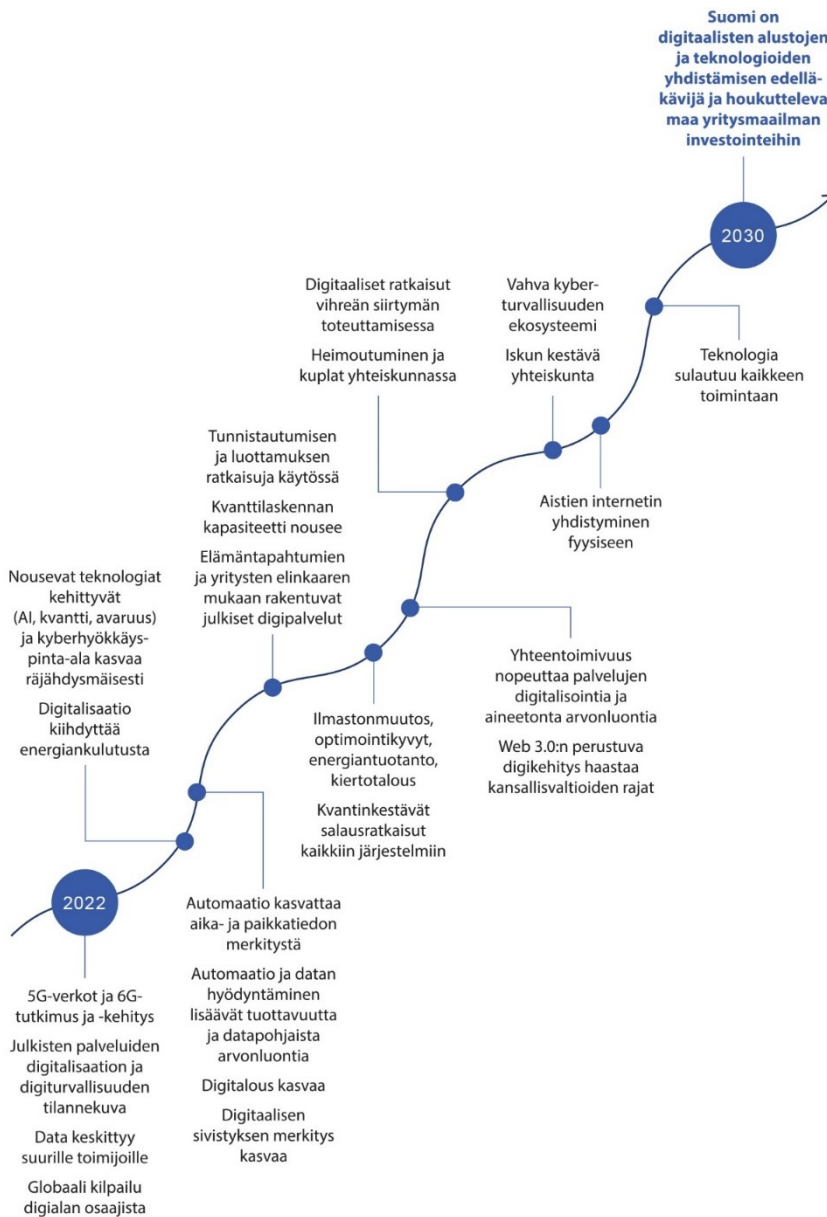 Suomi on
digitaalisten alustojen
ja teknologioiden
yhdistämisen edellä-
kävijä ja houkutteleva
maa yritysmaailman
investointeihin
2030
Digitaaliset ratkaisut
vihreän siirtymän
toteuttamisessa
Heimoutuminen ja
kuplat yhteiskunnassa
Vahva kyber-
turvallisuuden
ekosysteemi
Iskun kestävä
yhteiskunta
Teknologia
sulautuu kaikkeen
toimintaan
Tunnistautumisen
ja luottamuksen
ratkaisuja käytössä
Kvanttilaskennan
kapasiteetti nousee
Elämäntapahtumien
ja yritysten elinkaaren
mukaan rakentuvat
julkiset digipalvelut
Aistien internetin
yhdistyminen
fyysiseen
Nousevat teknologiat
kehittyvät
(AI, kvantti, avaruus)
ja kyberhyökkäys-
pinta-ala kasvaa
räjähdysmäisesti
Digitalisaatio
kiihdyttää
energiankulutusta
Ilmastonmuutos,
optimointikyvyt,
energiantuotanto,
kiertotalous
Kvantinkestävät
salausratkaisut
kaikkiin järjestelmiin
Yhteentoimivuus
nopeuttaa palvelujen
digitalisointia ja
aineetonta arvonluontia
Web 3.0:n perustuva
digikehitys haastaa
kansallisvaltioiden rajat
2022
5G-verkot ja 6G-
tutkimus ja -kehitys
Julkisten palveluiden
digitalisaation ja
digiturvallisuuden
tilannekuva
Data keskittyy
suurille toimijoille
Globaali kilpailu
digialan osaajista
Automaatio kasvattaa
aika- ja paikkatiedon
merkitystä
Automaatio ja datan
hyödyntäminen
lisäävät tuottavuutta
ja datapohjaista
arvonluontia
Digitalous kasvaa
Digitaalisen
sivistyksen merkitys
kasvaa